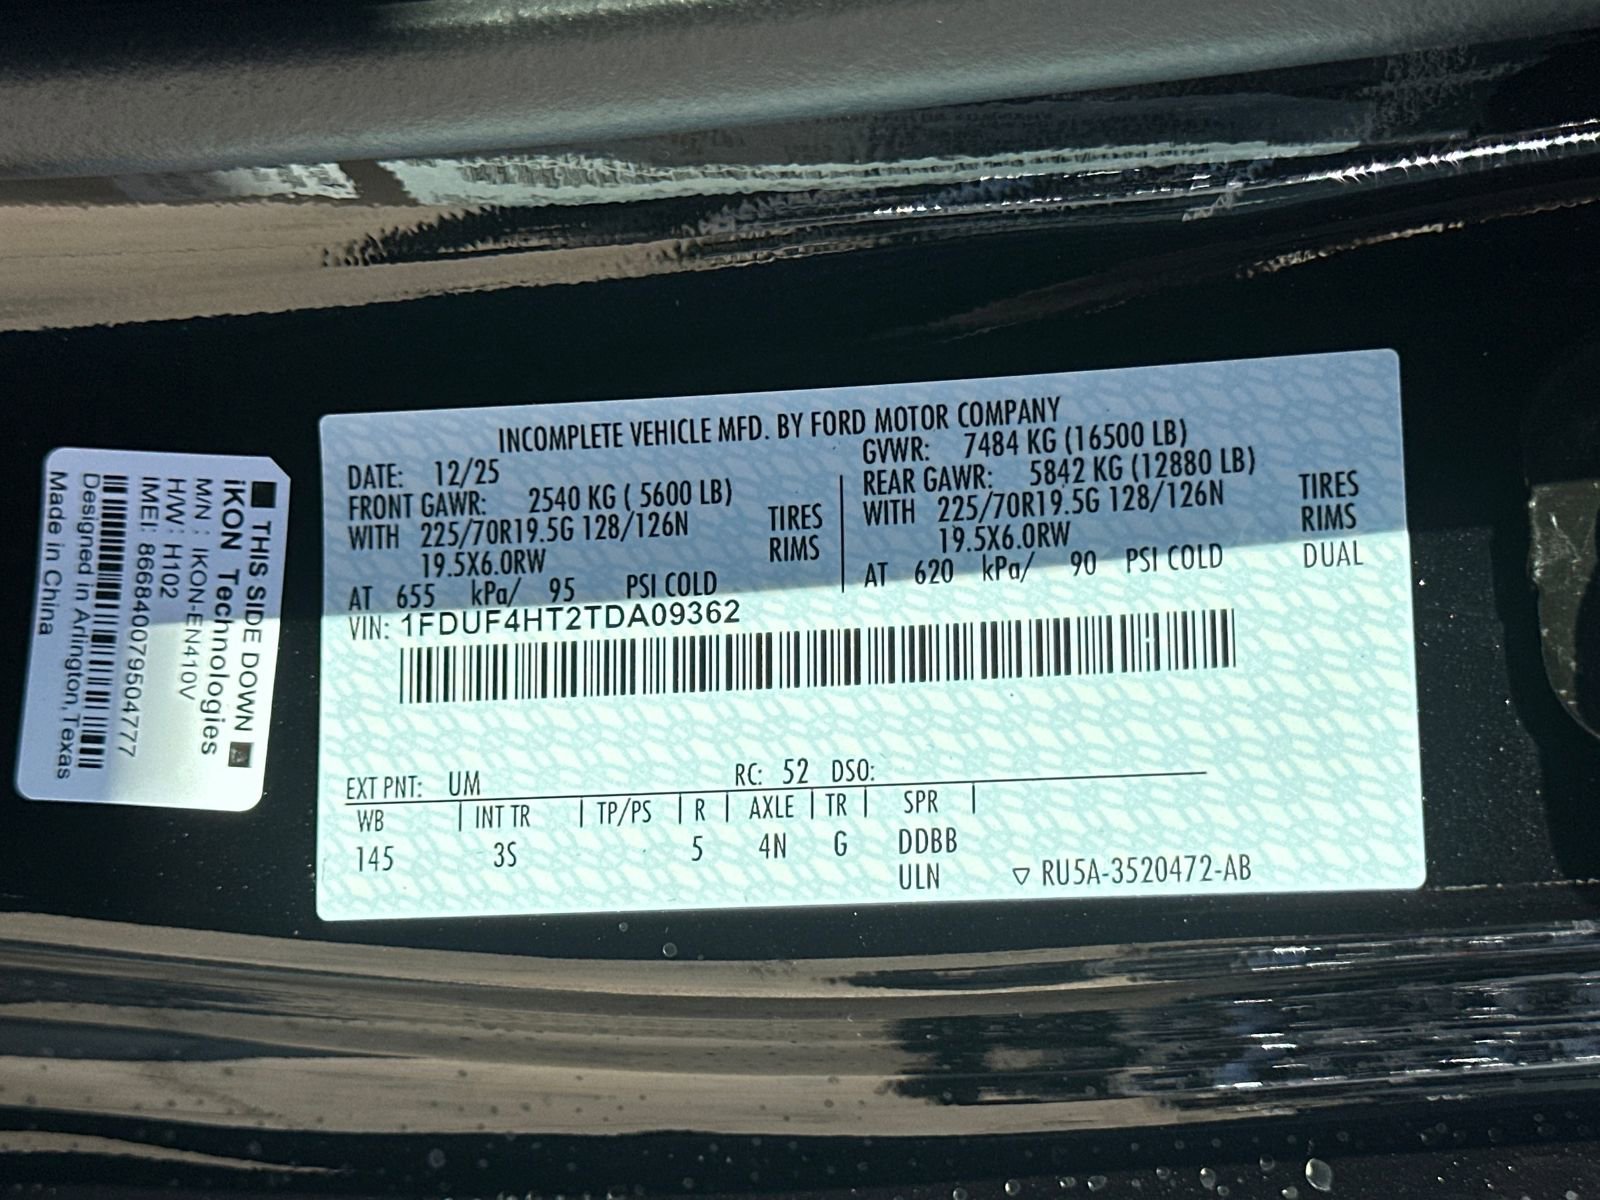 INCOMPLETE VEHICLE MFD. BY FORD MOTOR COMPANY
DATE: 12/25
GVWR: 7484 KG (16500 LB)
FRONT GAWR: 2540 KG ( 5600 LB)
REAR GAWR: 5842 KG (12880 LB)
WITH 225/70R19.5G 128/126N TIRES
WITH 225/70R19.5G 128/126N TIRES
19.5X6.0RW RIMS
19.5X6.0RW RIMS
AT 655 kPa/ 95 PSI COLD
AT 620 kPa/ 90 PSI COLD DUAL
VIN: 1FDUF4HT2TDA09362
EXT PNT: UM RC: 52 DSO:
WB | INT TR | TP/PS | R | AXLE | TR | SPR |
145 3S 5 4N G DDBB
ULN ▽ RU5A-3520472-AB
THIS SIDE DOWN
iKON Technologies
M/N : IKON-EN410V
H/W : H102
IMEI: 866840079504777
Designed in Arlington, Texas
Made in China